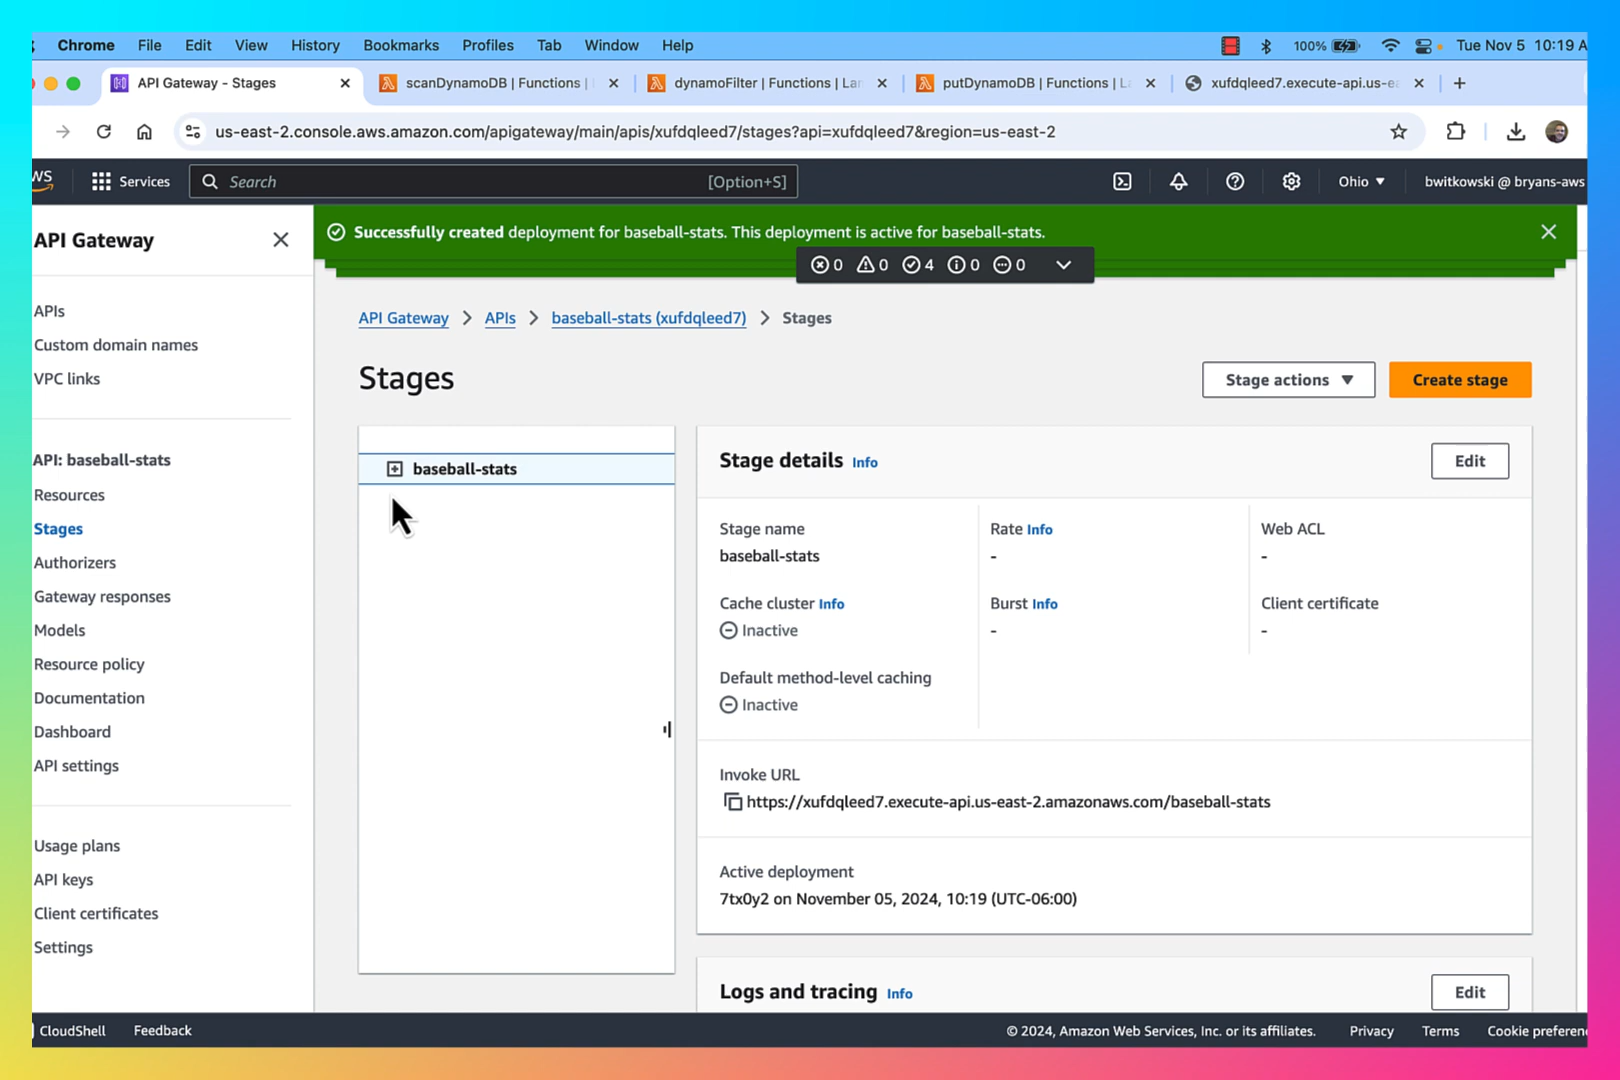 Chrome File Edit View History Bookmarks Profiles Tab Window Help 100% Tue Nov 5 10:19 A
API Gateway - Stages scanDynamoDB | Functions | dynamoFilter | Functions | Lan putDynamoDB | Functions | La xufdqleed7.execute-api.us-ea
us-east-2.console.aws.amazon.com/apigateway/main/apis/xufdqleed7/stages?api=xufdqleed7&region=us-east-2
Services Search [Option+S] Ohio bwitkowski @ bryans-aws
API Gateway
Successfully created deployment for baseball-stats. This deployment is active for baseball-stats.
0 0 4 0 0
APIs
Custom domain names
VPC links
API: baseball-stats
Resources
Stages
Authorizers
Gateway responses
Models
Resource policy
Documentation
Dashboard
API settings
Usage plans
API keys
Client certificates
Settings
API Gateway > APIs > baseball-stats (xufdqleed7) > Stages
Stages
Stage actions Create stage
baseball-stats
Stage details Info Edit
Stage name
baseball-stats
Rate Info
-
Web ACL
-
Cache cluster Info
Inactive
Burst Info
-
Client certificate
-
Default method-level caching
Inactive
Invoke URL
https://xufdqleed7.execute-api.us-east-2.amazonaws.com/baseball-stats
Active deployment
7tx0y2 on November 05, 2024, 10:19 (UTC-06:00)
Logs and tracing Info Edit
CloudShell Feedback © 2024, Amazon Web Services, Inc. or its affiliates. Privacy Terms Cookie preferen